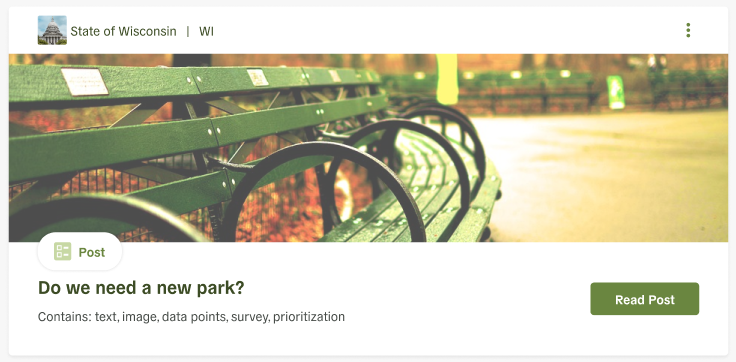 State of Wisconsin | WI
Post
Do we need a new park?
Contains: text, image, data points, survey, prioritization
Read Post